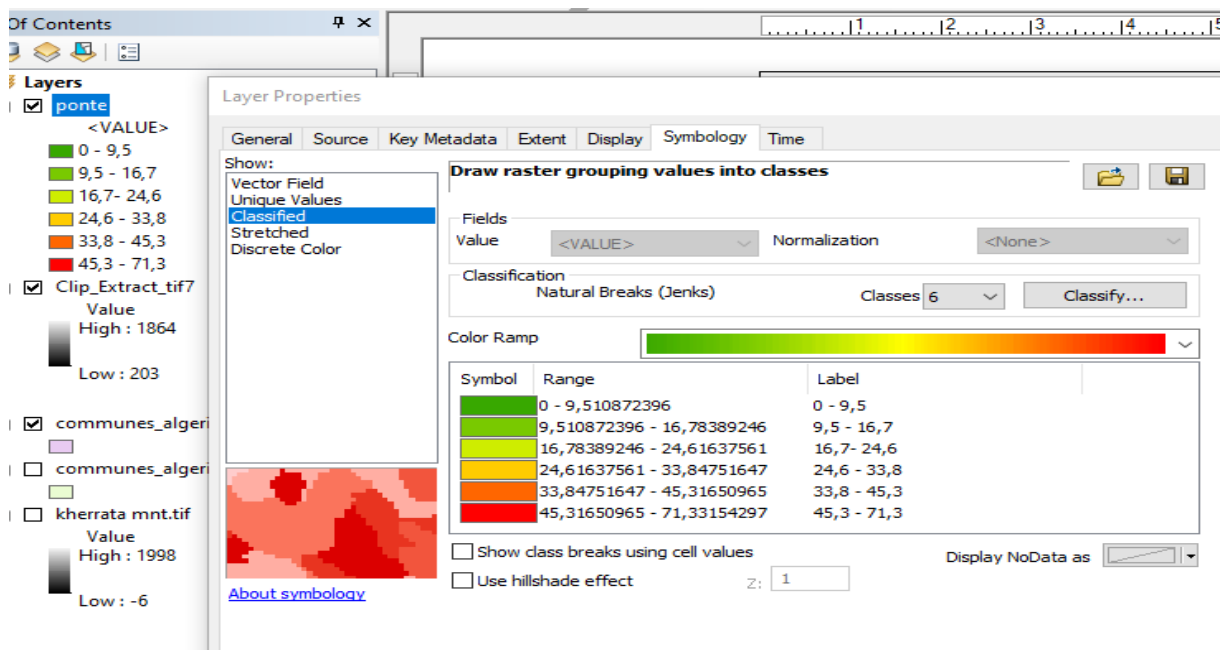 Of Contents
Layers
ponte
<VALUE>
0 - 9,5
9,5 - 16,7
16,7- 24,6
24,6 - 33,8
33,8 - 45,3
45,3 - 71,3
Clip_Extract_tif7
Value
High : 1864
Low : 203
communes_algeri
communes_algeri
kherrata mnt.tif
Value
High : 1998
Low : -6
1 2 3 4 5
Layer Properties
General Source Key Metadata Extent Display Symbology Time
Show:
Vector Field
Unique Values
Classified
Stretched
Discrete Color
About symbology
Draw raster grouping values into classes
Fields
Value <VALUE> Normalization <None>
Classification
Natural Breaks (Jenks) Classes 6 Classify...
Color Ramp
Symbol Range Label
0 - 9,510872396 0 - 9,5
9,510872396 - 16,78389246 9,5 - 16,7
16,78389246 - 24,61637561 16,7- 24,6
24,61637561 - 33,84751647 24,6 - 33,8
33,84751647 - 45,31650965 33,8 - 45,3
45,31650965 - 71,33154297 45,3 - 71,3
Show class breaks using cell values Display NoData as
Use hillshade effect Z: 1